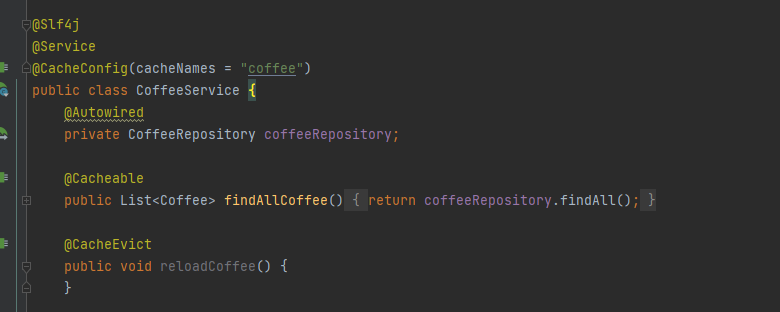 @Slf4j
@Service
@CacheConfig(cacheNames = "coffee")
public class CoffeeService {
@Autowired
private CoffeeRepository coffeeRepository;
@Cacheable
public List<Coffee> findAllCoffee() { return coffeeRepository.findAll(); }
@CacheEvict
public void reloadCoffee() {
}